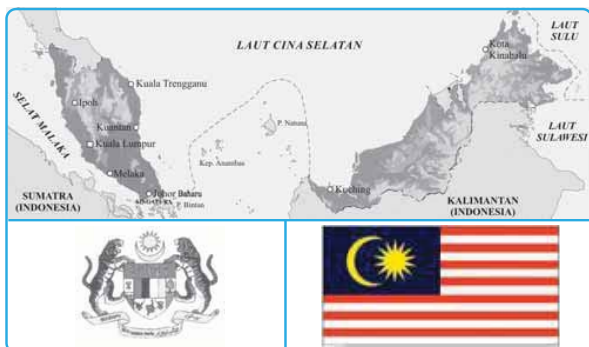 LAUT CINA SELATAN
LAUT
SULU
Kota
Kinabalu
Kuala Trengganu
Ipoh
SELAT MALAKA
Kuantan
Kuala Lumpur
P. Natuna
LAUT
SULAWESI
Kep. Anambas
Melaka
Kuching
SUMATRA
(INDONESIA)
Johor Baharu
P. Bintan
KALIMANTAN
(INDONESIA)